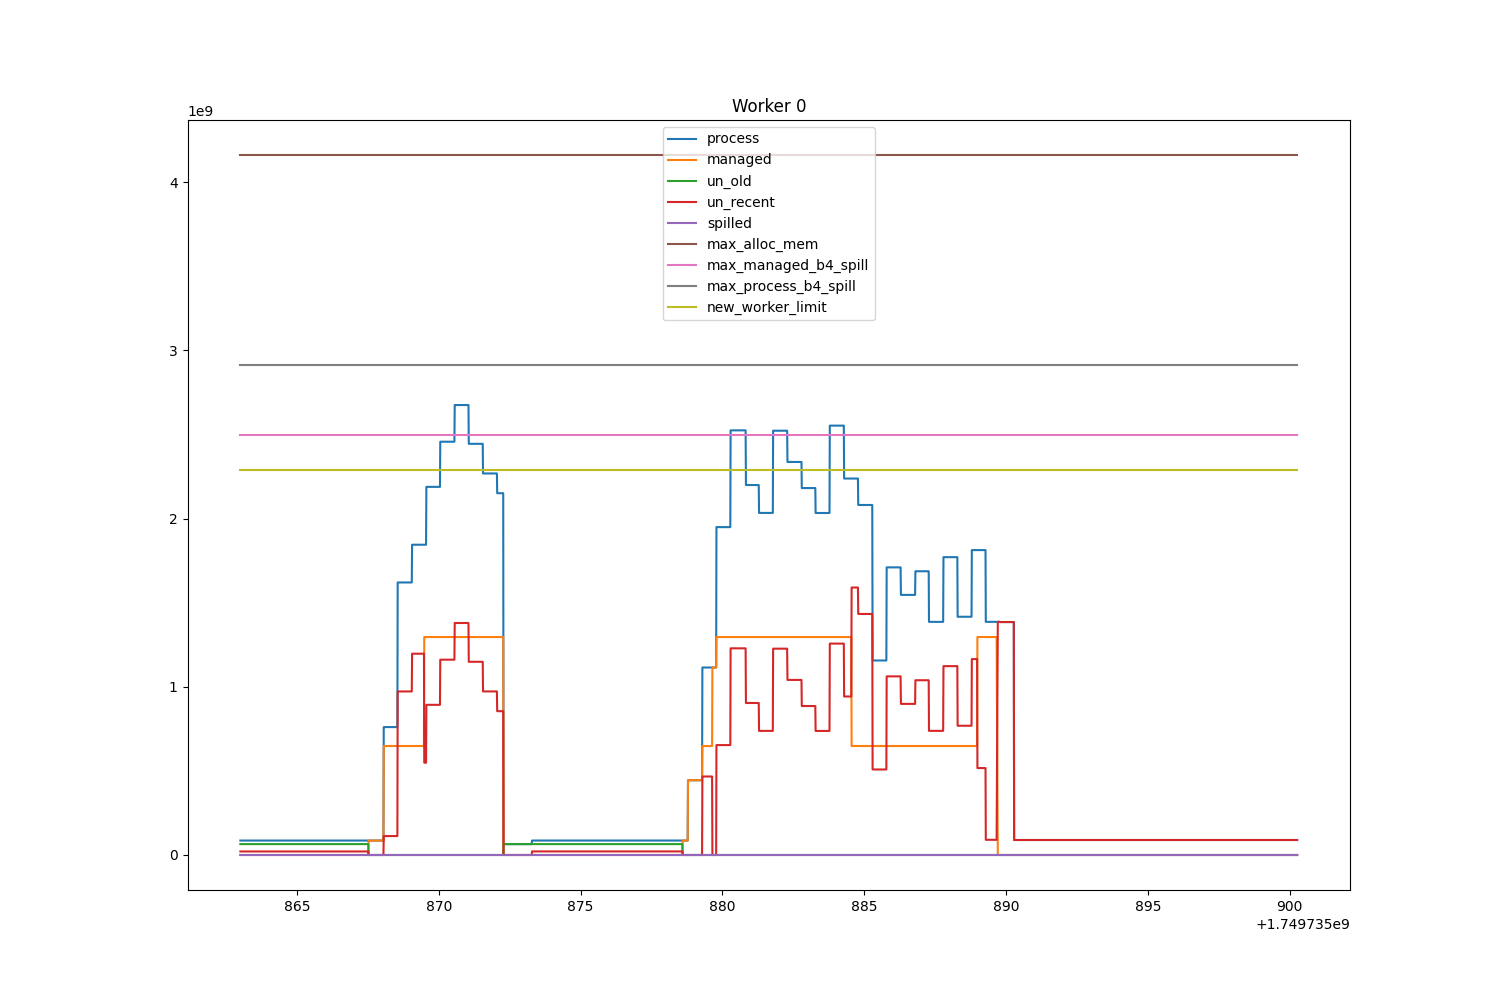 Worker 0
1e9
process
managed
un_old
un_recent
spilled
max_alloc_mem
max_managed_b4_spill
max_process_b4_spill
new_worker_limit
4
3
2
1
0
865 870 875 880 885 890 895 900
+1.749735e9